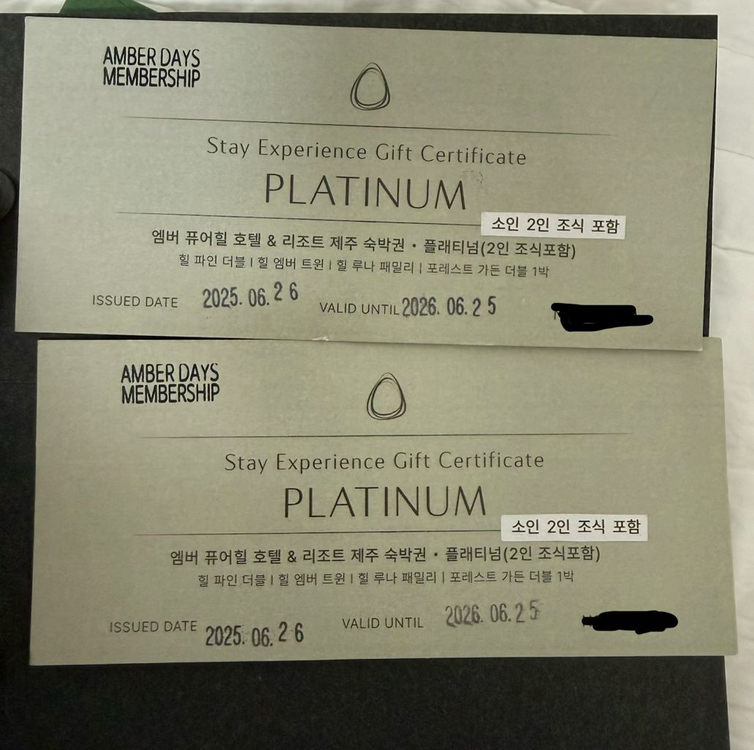 AMBER DAYS
MEMBERSHIP
Stay Experience Gift Certificate
PLATINUM
소인 2인 조식 포함
엠버 퓨어힐 호텔 & 리조트 제주 숙박권 • 플래티넘(2인 조식포함)
힐 파인 더블 | 힐 엠버 트윈 | 힐 루나 패밀리 | 포레스트 가든 더블 1박
ISSUED DATE 2025. 06. 26 VALID UNTIL 2026. 06. 25
AMBER DAYS
MEMBERSHIP
Stay Experience Gift Certificate
PLATINUM
소인 2인 조식 포함
엠버 퓨어힐 호텔 & 리조트 제주 숙박권 • 플래티넘(2인 조식포함)
힐 파인 더블 | 힐 엠버 트윈 | 힐 루나 패밀리 | 포레스트 가든 더블 1박
ISSUED DATE 2025. 06. 26 VALID UNTIL 2026. 06. 25